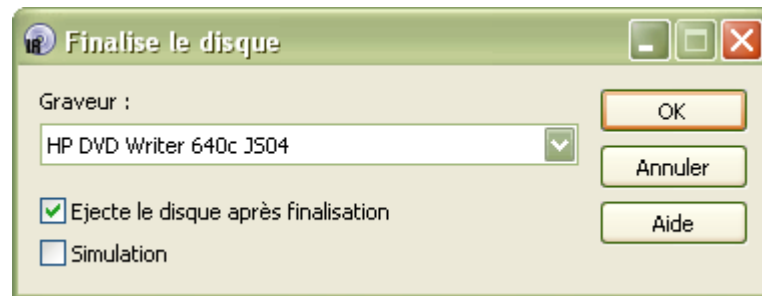 Finalise le disque
Graveur :
HP DVD Writer 640c JS04
Ejecte le disque après finalisation
Simulation
OK
Annuler
Aide